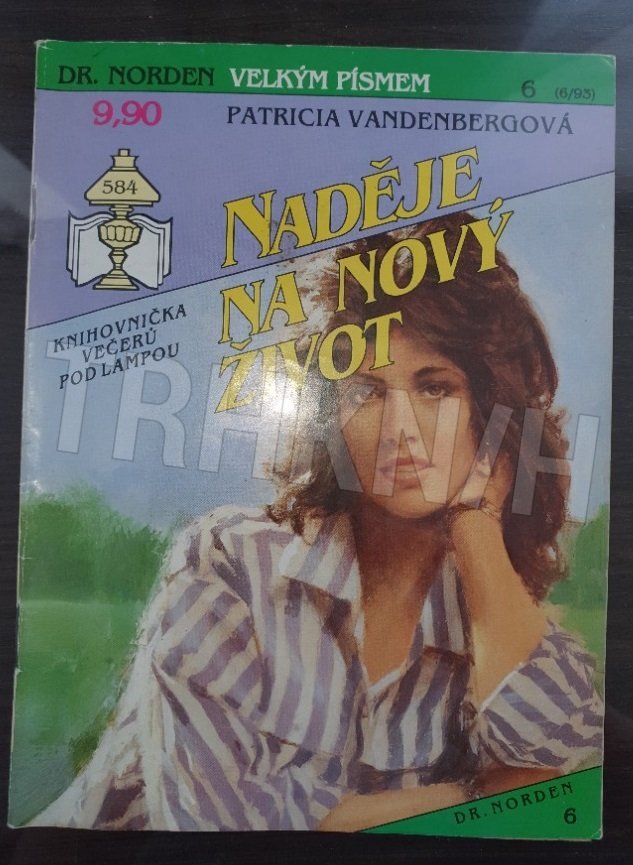 DR. NORDEN VELKÝM PÍSMEM 6 (6/93)
9,90 PATRICIA VANDENBERGOVÁ
584
NADĚJE
NA NOVÝ
ŽIVOT
KNIHOVNIČKA
VEČERŮ
POD LAMPOU
TRHKNIH
DR. NORDEN
6